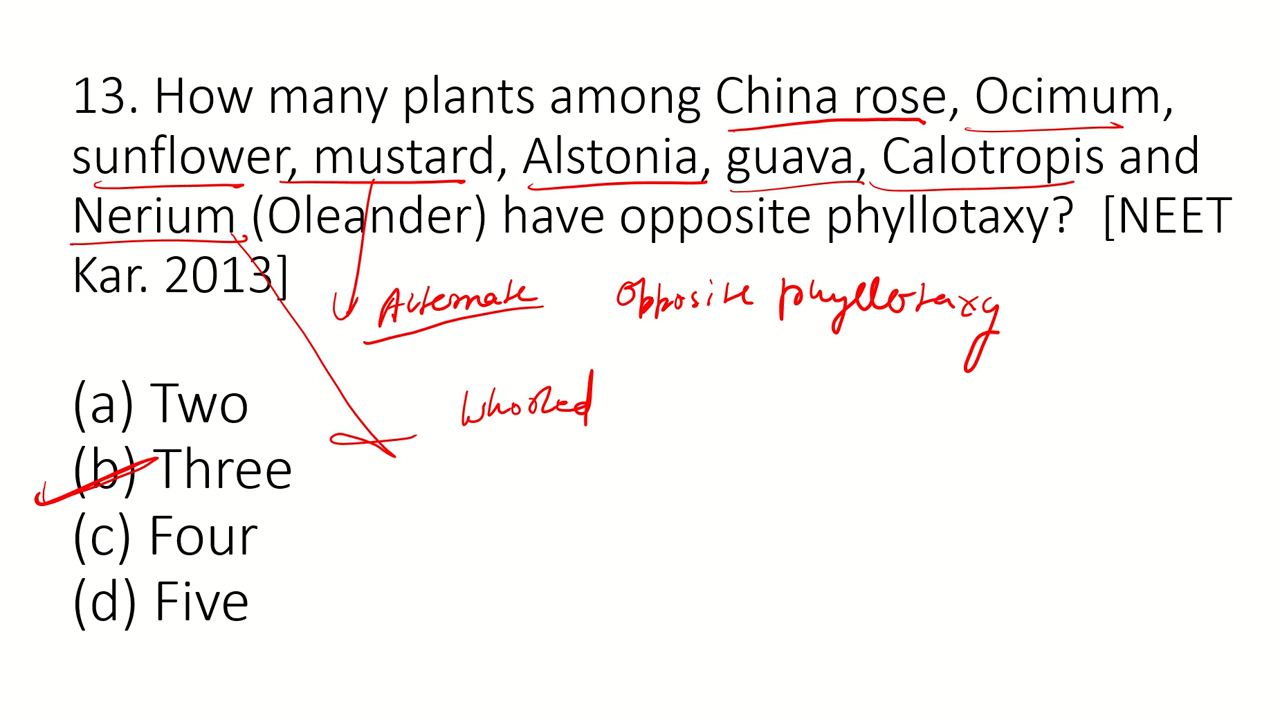 13. How many plants among China rose, Ocimum,
sunflower, mustard, Alstonia, guava, Calotropis and
Nerium (Oleander) have opposite phyllotaxy? [NEET
Kar. 2013]
Alternate Opposite phyllotaxy
(a) Two
Whorled
(b) Three
(c) Four
(d) Five